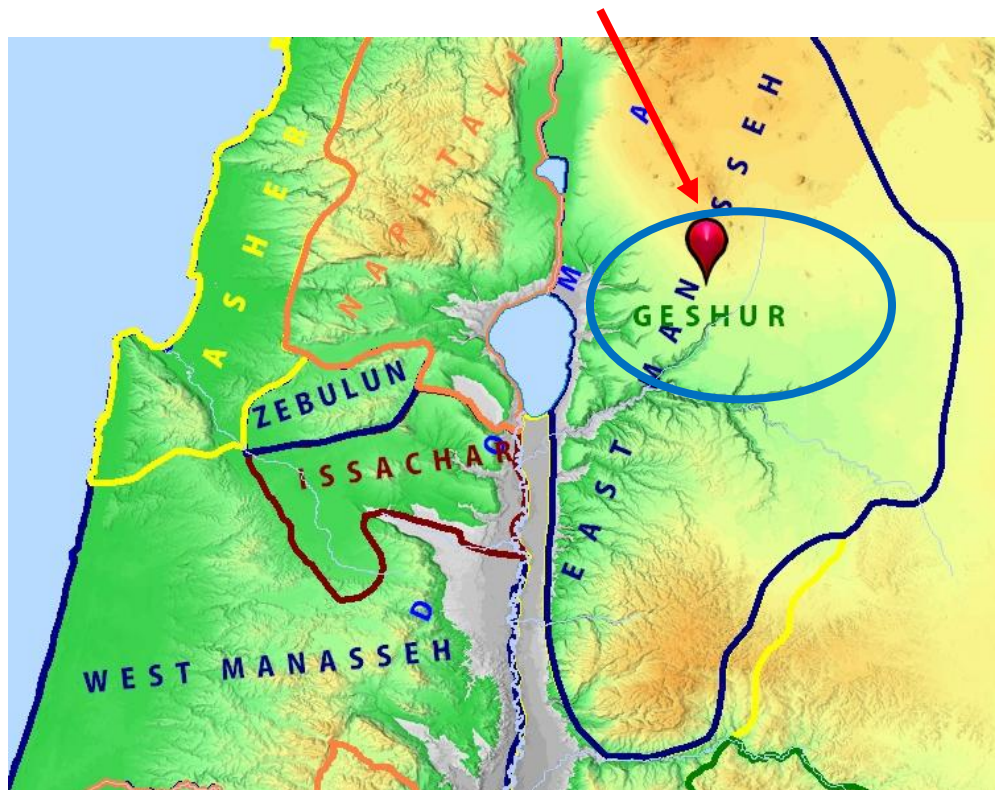 ASHER
NAPHTALI
EAST MANASSEH
GESHUR
ZEBULUN
ISSACHAR
WEST MANASSEH
D O M A